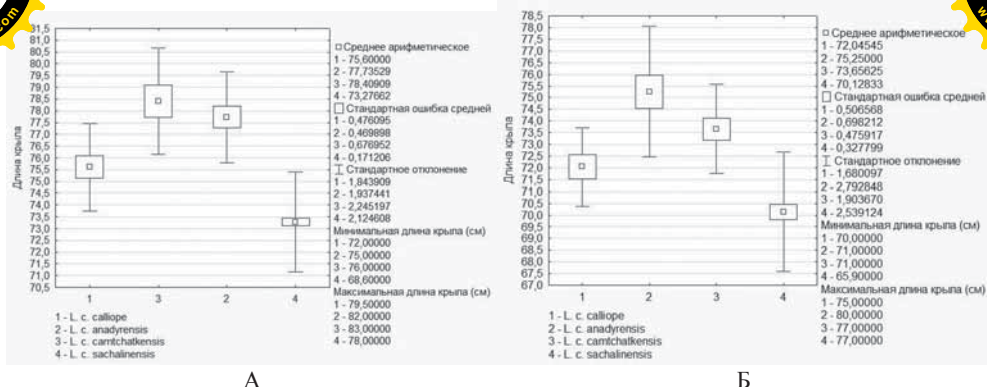 Длина крыла
81,5
81,0
80,5
80,0
79,5
79,0
78,5
78,0
77,5
77,0
76,5
76,0
75,5
75,0
74,5
74,0
73,5
73,0
72,5
72,0
71,5
71,0
70,5
1 3 2 4
Среднее арифметическое
1 - 75,60000
2 - 77,73529
3 - 78,40909
4 - 73,27662
Стандартная ошибка средней
1 - 0,476095
2 - 0,469898
3 - 0,676952
4 - 0,171206
Стандартное отклонение
1 - 1,843909
2 - 1,937441
3 - 2,245197
4 - 2,124608
Минимальная длина крыла (см)
1 - 72,00000
2 - 75,00000
3 - 76,00000
4 - 68,60000
Максимальная длина крыла (см)
1 - 79,50000
2 - 82,00000
3 - 83,00000
4 - 78,00000
1 - L. c. calliope
2 - L. c. anadyrensis
3 - L. c. camtchatkensis
4 - L. c. sachalinensis
А
Длина крыла
78,5
78,0
77,5
77,0
76,5
76,0
75,5
75,0
74,5
74,0
73,5
73,0
72,5
72,0
71,5
71,0
70,5
70,0
69,5
69,0
68,5
68,0
67,5
67,0
1 2 3 4
Среднее арифметическое
1 - 72,04545
2 - 75,25000
3 - 73,65625
4 - 70,12833
Стандартная ошибка средней
1 - 0,506568
2 - 0,698212
3 - 0,475917
4 - 0,327799
Стандартное отклонение
1 - 1,680097
2 - 2,792848
3 - 1,903670
4 - 2,539124
Минимальная длина крыла (см)
1 - 70,00000
2 - 71,00000
3 - 71,00000
4 - 65,90000
Максимальная длина крыла (см)
1 - 75,00000
2 - 80,00000
3 - 77,00000
4 - 77,00000
1 - L. c. calliope
2 - L. c. anadyrensis
3 - L. c. camtchatkensis
4 - L. c. sachalinensis
Б